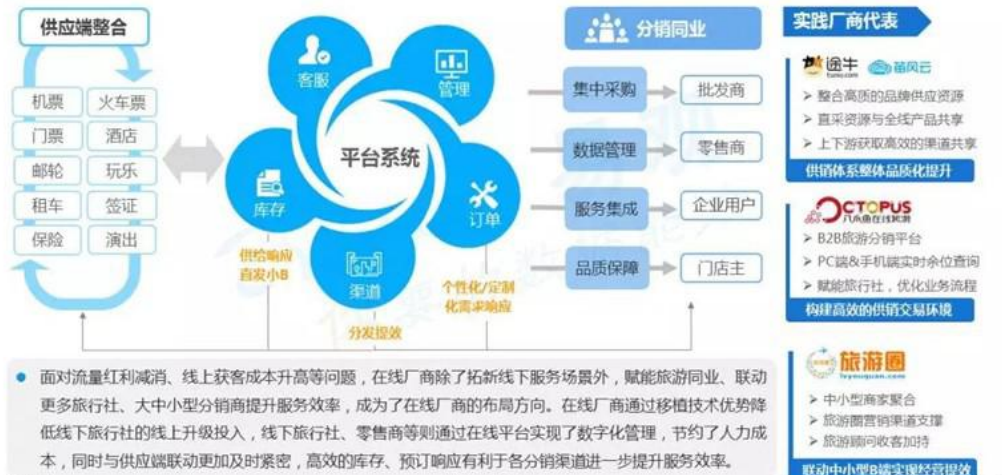 供应端整合
机票 火车票
门票 酒店
邮轮 玩乐
租车 签证
保险 演出
客服
管理
平台系统
库存
订单
渠道
供给响应
直发小B
分发提效
个性化/定制
化需求响应
分销同业
集中采购 批发商
数据管理 零售商
服务集成 企业用户
品质保障 门店主
实践厂商代表
途牛 苗风云
tuniu.com
➢ 整合高质的品牌供应资源
➢ 直采资源与全线产品共享
➢ 上下游获取高效的渠道共享
供销体系整体品质化提升
OCTOPUS
八爪鱼在线旅游
➢ B2B旅游分销平台
➢ PC端&手机端实时余位查询
➢ 赋能旅行社,优化业务流程
构建高效的供销交易环境
旅游圈
➢ 中小型商家聚合
➢ 旅游圈营销渠道支撑
➢ 旅游顾问收客加持
联动中小型B端实现经营提效
● 面对流量红利减消、线上获客成本升高等问题,在线厂商除了拓新线下服务场景外,赋能旅游同业、联动
更多旅行社、大中小型分销商提升服务效率,成为了在线厂商的布局方向。在线厂商通过移植技术优势降
低线下旅行社的线上升级投入,线下旅行社、零售商等则通过在线平台实现了数字化管理,节约了人力成
本,同时与供应端联动更加及时紧密,高效的库存、预订响应有利于各分销渠道进一步提升服务效率。